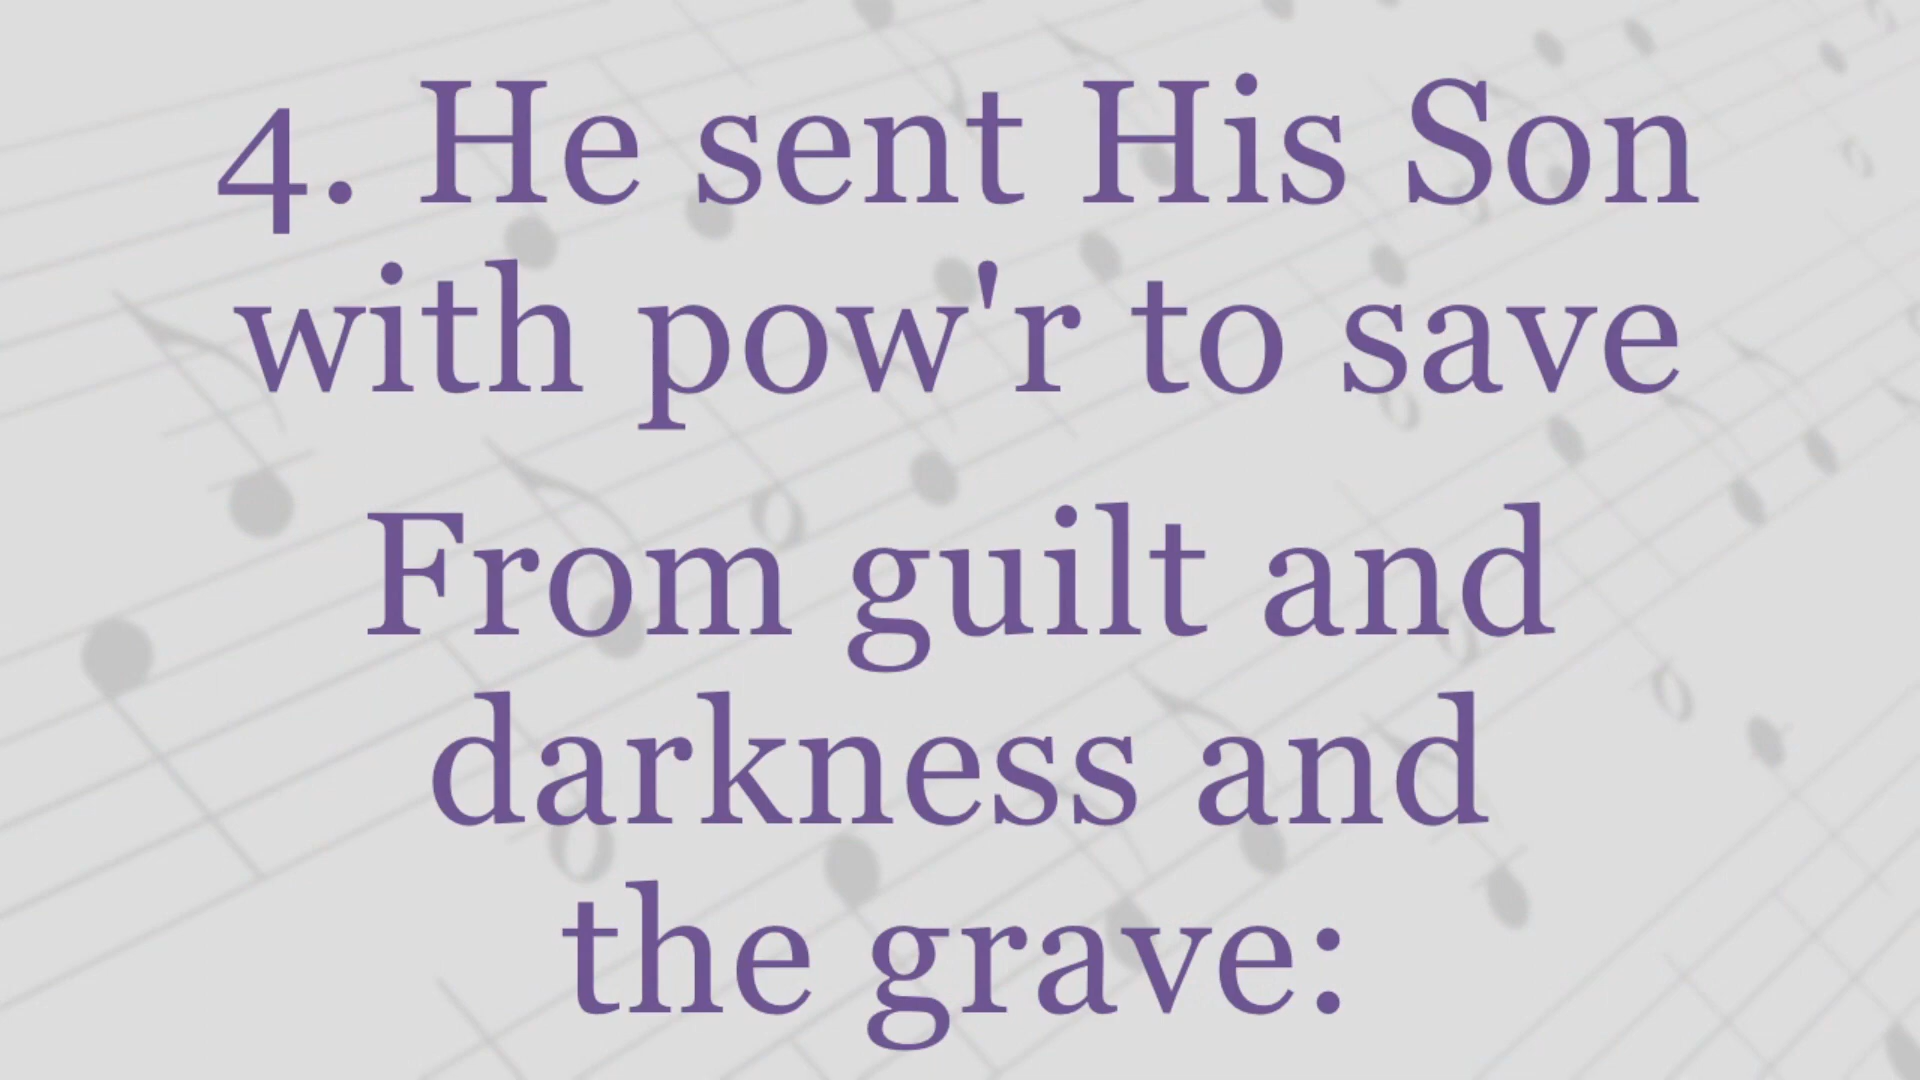 4. He sent His Son
with pow'r to save
From guilt and
darkness and
the grave: